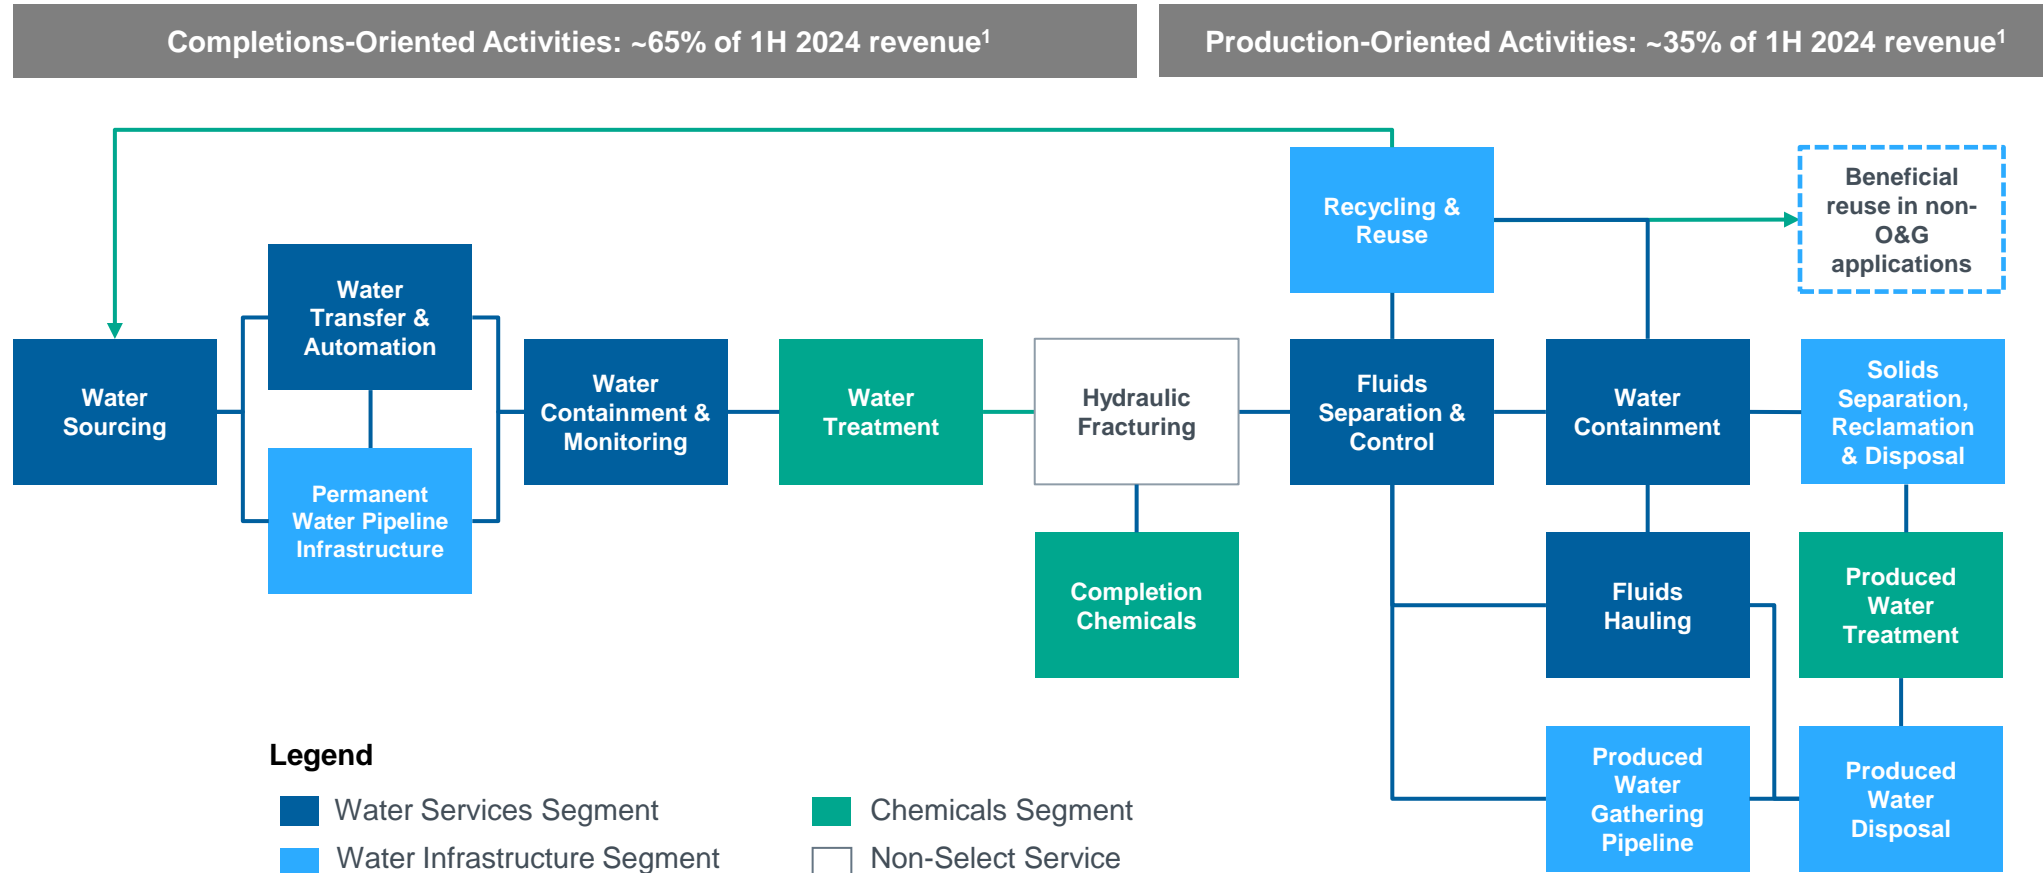 Completions-Oriented Activities: ~65% of 1H 2024 revenue¹
Production-Oriented Activities: ~35% of 1H 2024 revenue¹
Recycling &
Reuse
Beneficial
reuse in non-
O&G
applications
Water
Transfer &
Automation
Water
Sourcing
Permanent
Water Pipeline
Infrastructure
Water
Containment &
Monitoring
Water
Treatment
Hydraulic
Fracturing
Completion
Chemicals
Fluids
Separation &
Control
Water
Containment
Solids
Separation,
Reclamation
& Disposal
Fluids
Hauling
Produced
Water
Treatment
Produced
Water
Gathering
Pipeline
Produced
Water
Disposal
Legend
Water Services Segment
Chemicals Segment
Water Infrastructure Segment
Non-Select Service